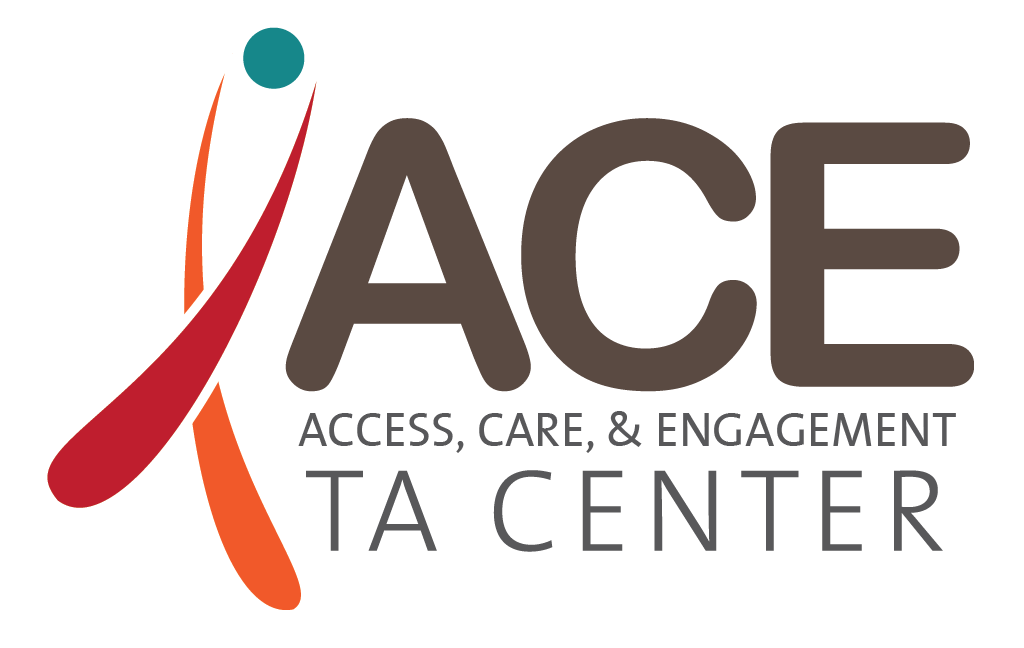 ACE
ACCESS, CARE, & ENGAGEMENT
TA CENTER